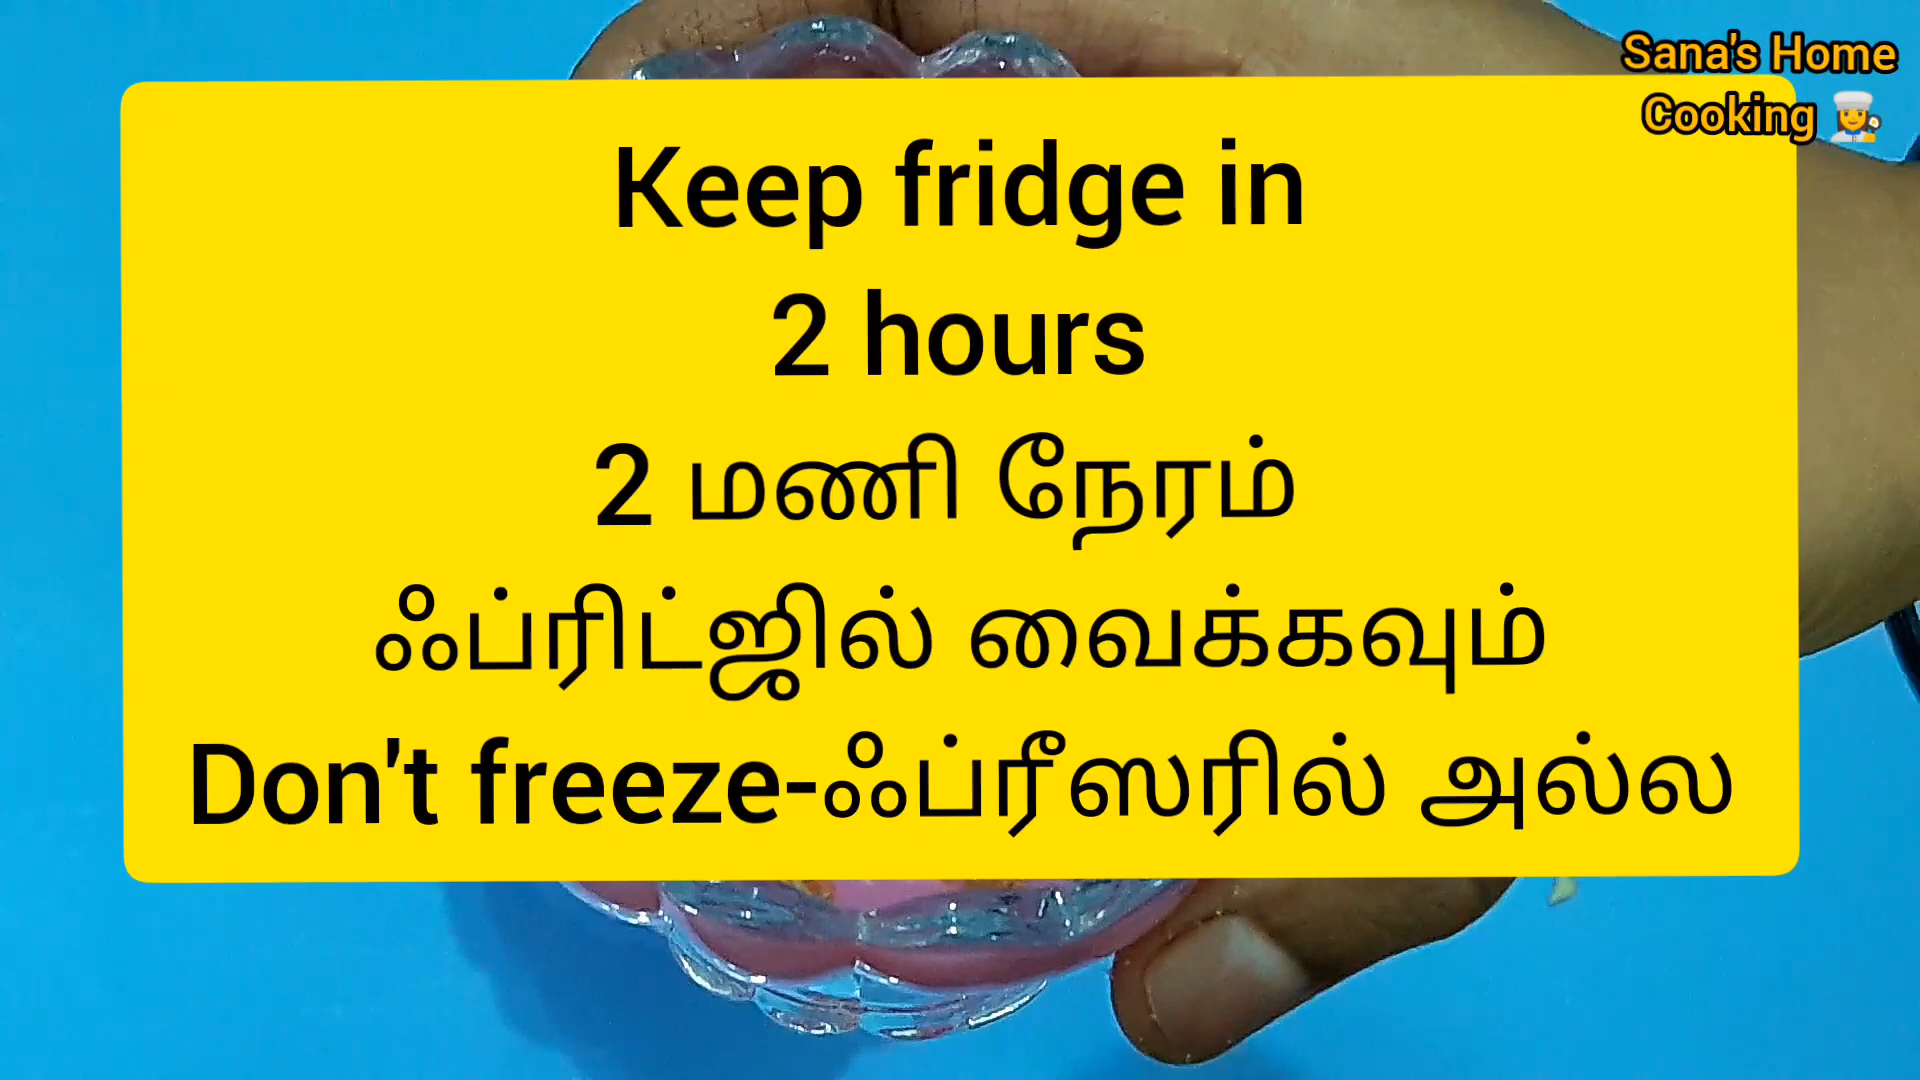 Sana's Home
Cooking
Keep fridge in
2 hours
2 மணி நேரம்
ஃப்ரிட்ஜில் வைக்கவும்
Don't freeze-ஃப்ரீஸரில் அல்ல